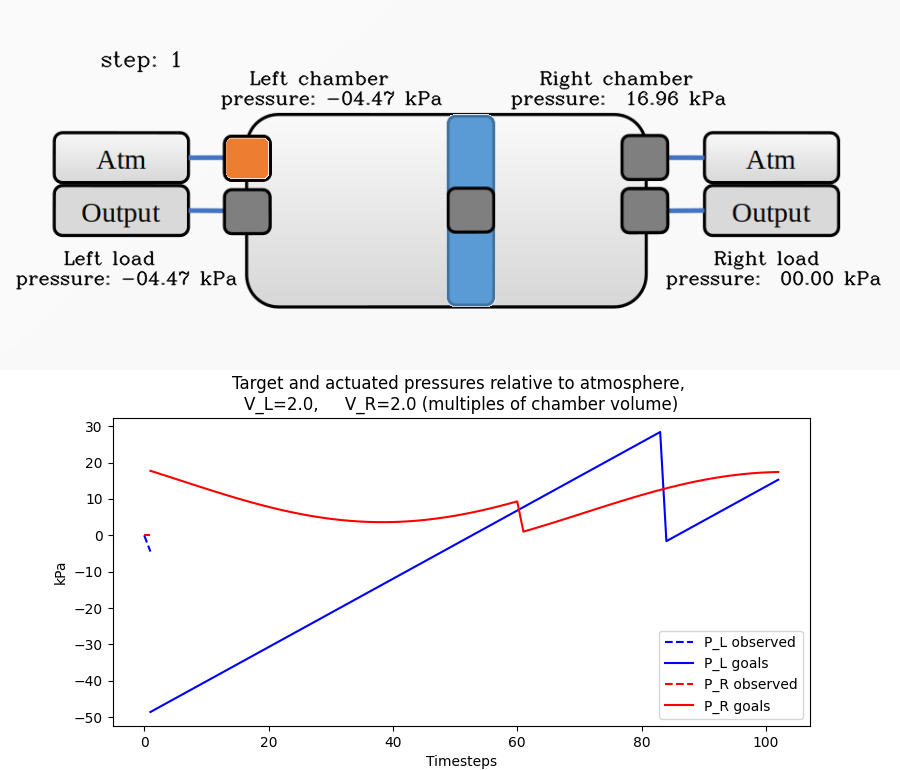 step: 1
Left chamber
pressure: −04.47 kPa
Right chamber
pressure: 16.96 kPa
Atm
Output
Atm
Output
Left load
pressure: −04.47 kPa
Right load
pressure: 00.00 kPa
Target and actuated pressures relative to atmosphere,
V_L=2.0, V_R=2.0 (multiples of chamber volume)
30
20
10
0
−10
−20
−30
−40
−50
kPa
0 20 40 60 80 100
Timesteps
P_L observed
P_L goals
P_R observed
P_R goals